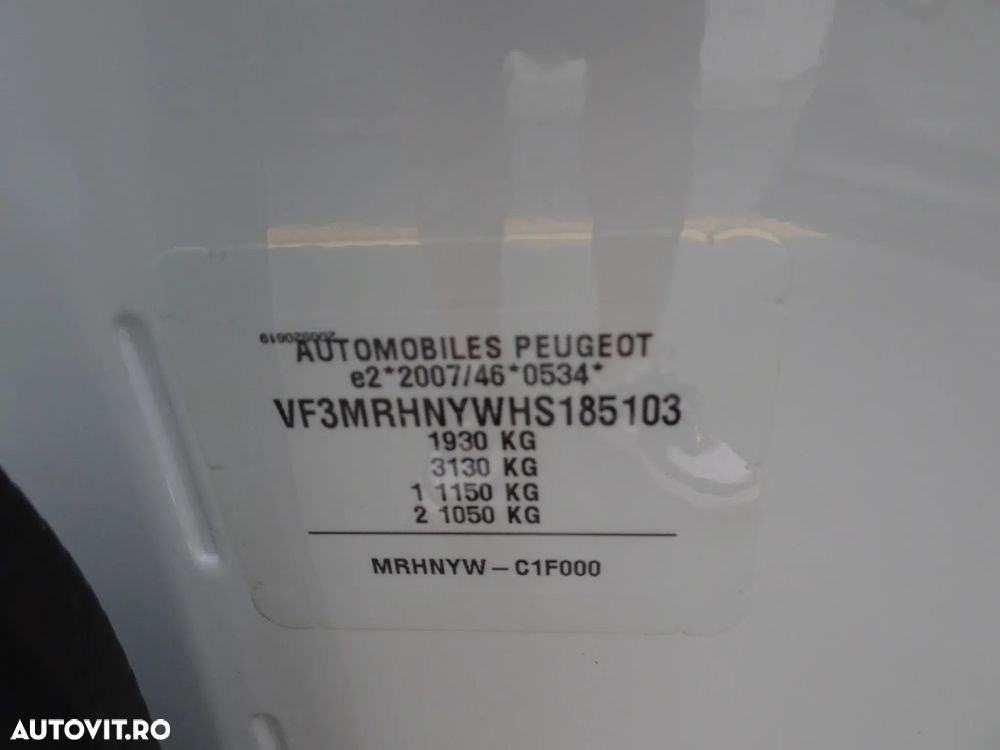 AUTOMOBILES PEUGEOT
e2*2007/46*0534*
VF3MRHNYWHS185103
1930 KG
3130 KG
1 1150 KG
2 1050 KG
MRHNYW – C1F000
AUTOVIT.RO